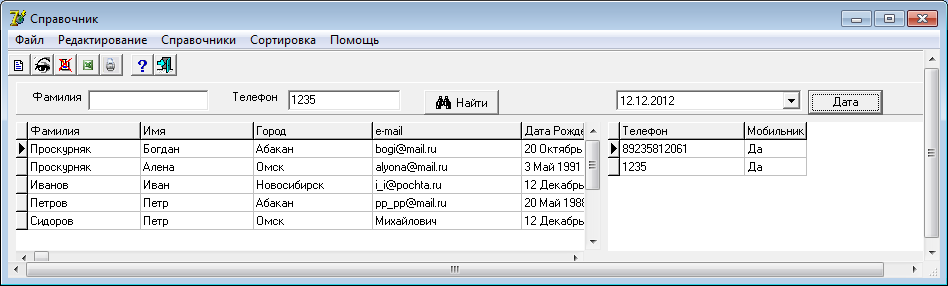 Справочник
Файл Редактирование Справочники Сортировка Помощь
Фамилия Телефон 1235 Найти 12.12.2012 Дата
Фамилия Имя Город e-mail Дата Рожде Телефон Мобильник
Проскурняк Богдан Абакан bogi@mail.ru 20 Октябрь 89235812061 Да
Проскурняк Алена Омск alyona@mail.ru 3 Май 1991 1235 Да
Иванов Иван Новосибирск i_i@pochta.ru 12 Декабрь
Петров Петр Абакан pp_pp@mail.ru 20 Май 1988
Сидоров Петр Омск Михайлович 12 Декабрь